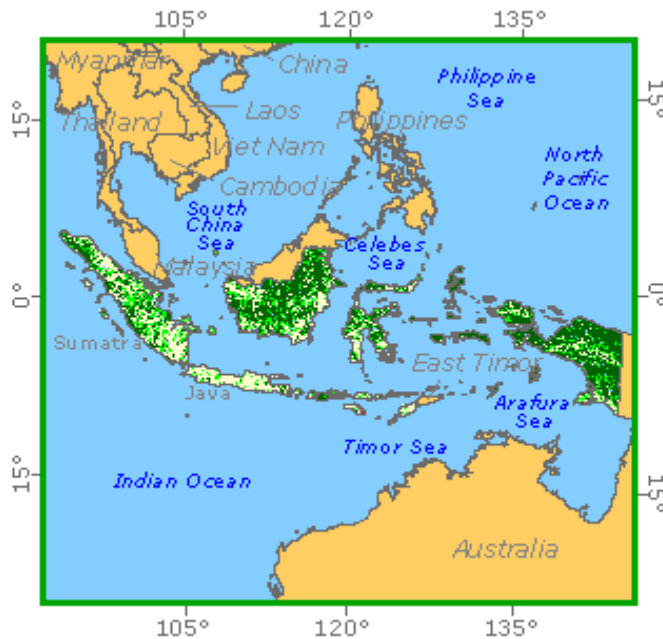 105° 120° 135°
Myanmar China
Philippine
Sea
15° 15°
Laos
Thailand Philippines
Viet Nam
North
Pacific
Ocean
Cambodia
South
China
Sea
Celebes
Sea
Malaysia
0° 0°
Sumatra
East Timor
Java
Arafura
Sea
Timor Sea
Indian Ocean
15° 15°
Australia
105° 120° 135°